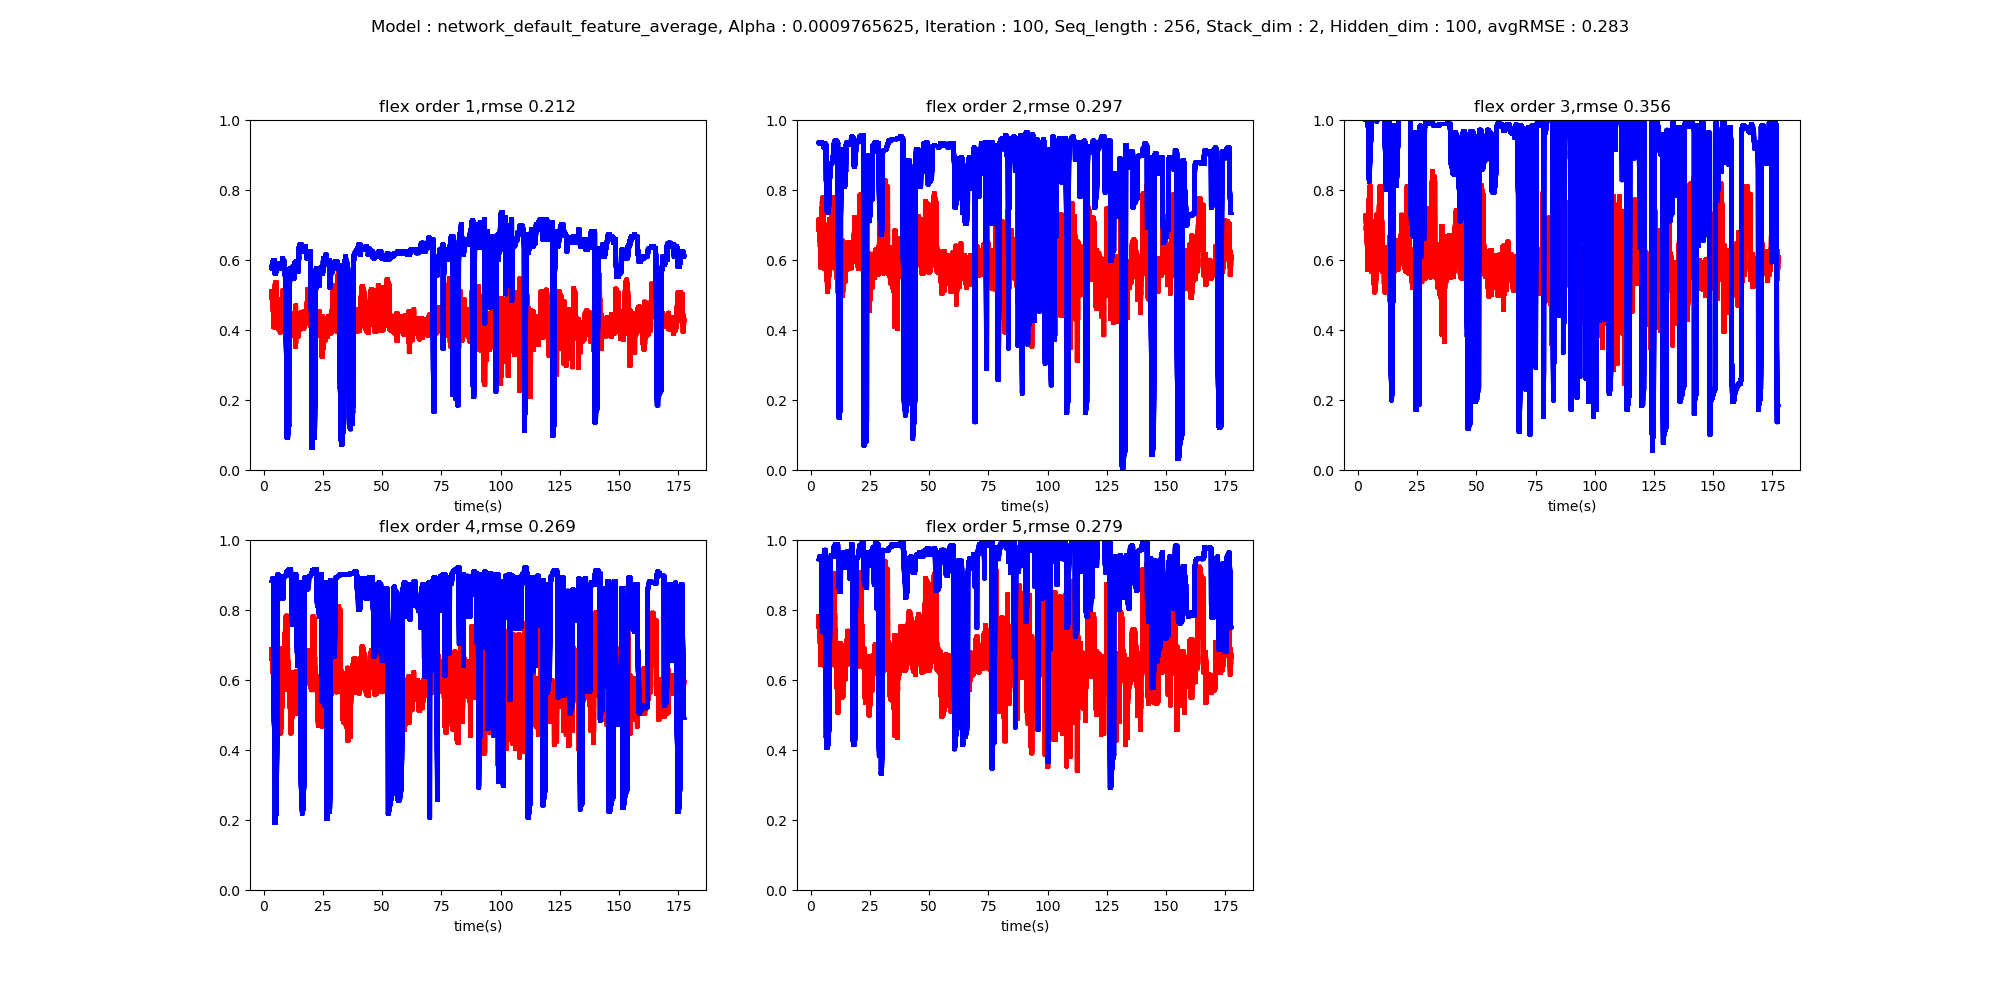 Model : network_default_feature_average, Alpha : 0.0009765625, Iteration : 100, Seq_length : 256, Stack_dim : 2, Hidden_dim : 100, avgRMSE : 0.283
flex order 1,rmse 0.212
1.0
0.8
0.6
0.4
0.2
0.0
0 25 50 75 100 125 150 175
time(s)
flex order 2,rmse 0.297
1.0
0.8
0.6
0.4
0.2
0.0
0 25 50 75 100 125 150 175
time(s)
flex order 3,rmse 0.356
1.0
0.8
0.6
0.4
0.2
0.0
0 25 50 75 100 125 150 175
time(s)
flex order 4,rmse 0.269
1.0
0.8
0.6
0.4
0.2
0.0
0 25 50 75 100 125 150 175
time(s)
flex order 5,rmse 0.279
1.0
0.8
0.6
0.4
0.2
0.0
0 25 50 75 100 125 150 175
time(s)